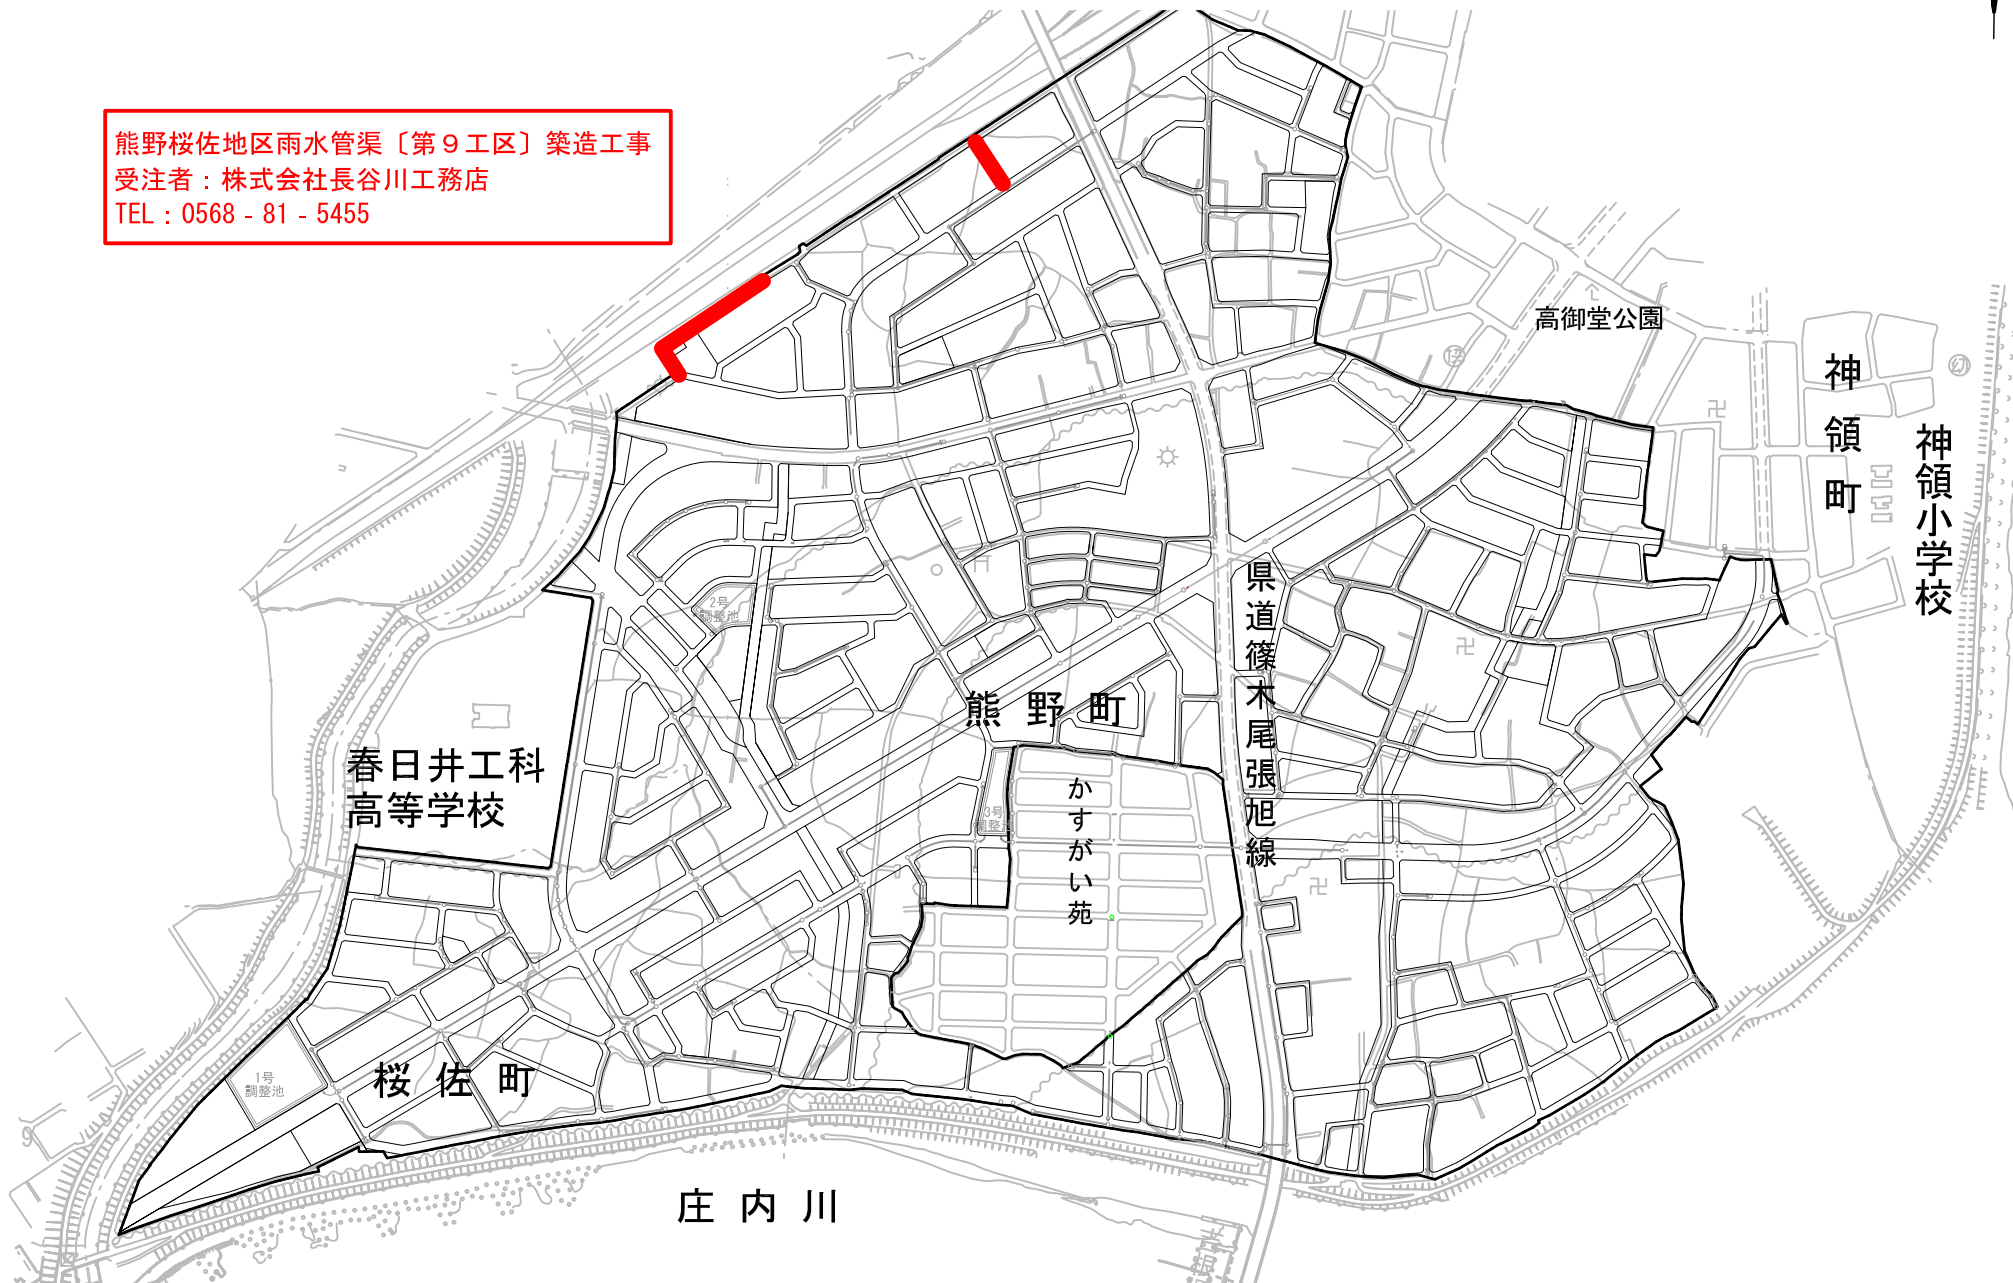 熊野桜佐地区雨水管渠〔第９工区〕築造工事
受注者：株式会社長谷川工務店
TEL：0568‐81‐5455
高御堂公園
神領町
神領小学校
幼
県道篠木尾張旭線
2号
調整池
熊野町
春日井工科
高等学校
かすがい苑
3号
調整池
1号
調整池
桜佐町
庄内川